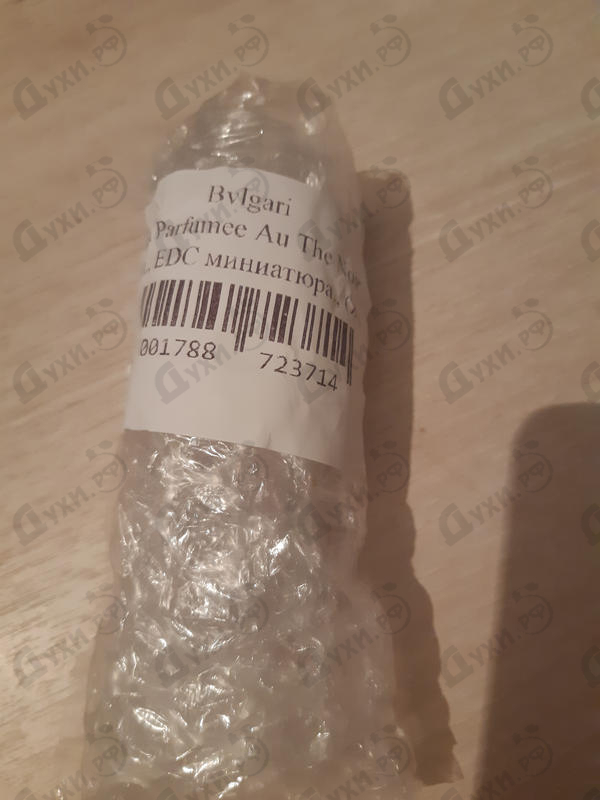 Bvlgari
Parfumee Au The Noir
EDC миниатюра,
001788 723714
Духи.рф